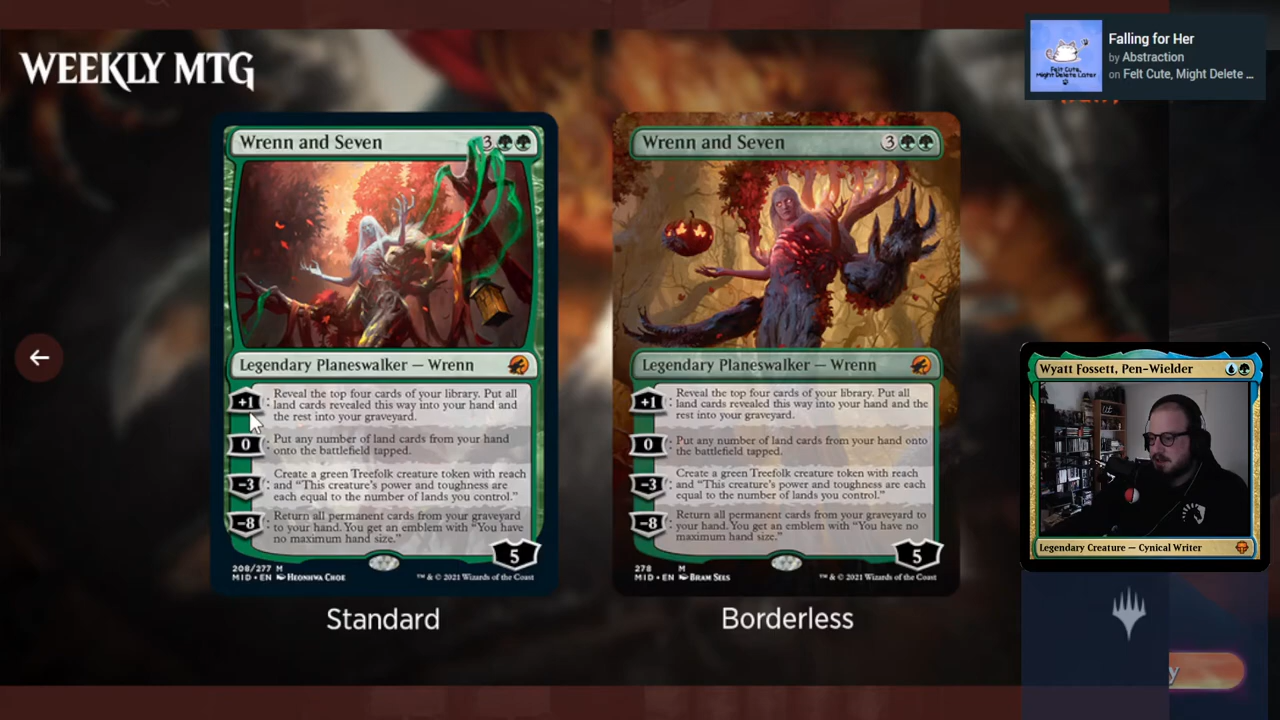 WEEKLY MTG
Falling for Her
by Abstraction
on Felt Cute, Might Delete ...
Felt Cute,
Might Delete Later
Wrenn and Seven 3
Legendary Planeswalker — Wrenn
+1: Reveal the top four cards of your library. Put all
land cards revealed this way into your hand and
the rest into your graveyard.
0: Put any number of land cards from your hand
onto the battlefield tapped.
−3: Create a green Treefolk creature token with reach
and "This creature's power and toughness are
each equal to the number of lands you control."
−8: Return all permanent cards from your graveyard
to your hand. You get an emblem with "You have
no maximum hand size."
5
208/277 M
MID • EN HEONHWA CHOE
™ & © 2021 Wizards of the Coast
Standard
Wrenn and Seven 3
Legendary Planeswalker — Wrenn
+1: Reveal the top four cards of your library. Put all
land cards revealed this way into your hand and the
rest into your graveyard.
0: Put any number of land cards from your hand onto
the battlefield tapped.
−3: Create a green Treefolk creature token with reach
and "This creature's power and toughness are each
equal to the number of lands you control."
−8: Return all permanent cards from your graveyard to
your hand. You get an emblem with "You have no
maximum hand size."
5
278 M
MID • EN BRAM SELS
™ & © 2021 Wizards of the Coast
Borderless
Wyatt Fossett, Pen-Wielder
Legendary Creature — Cynical Writer
y